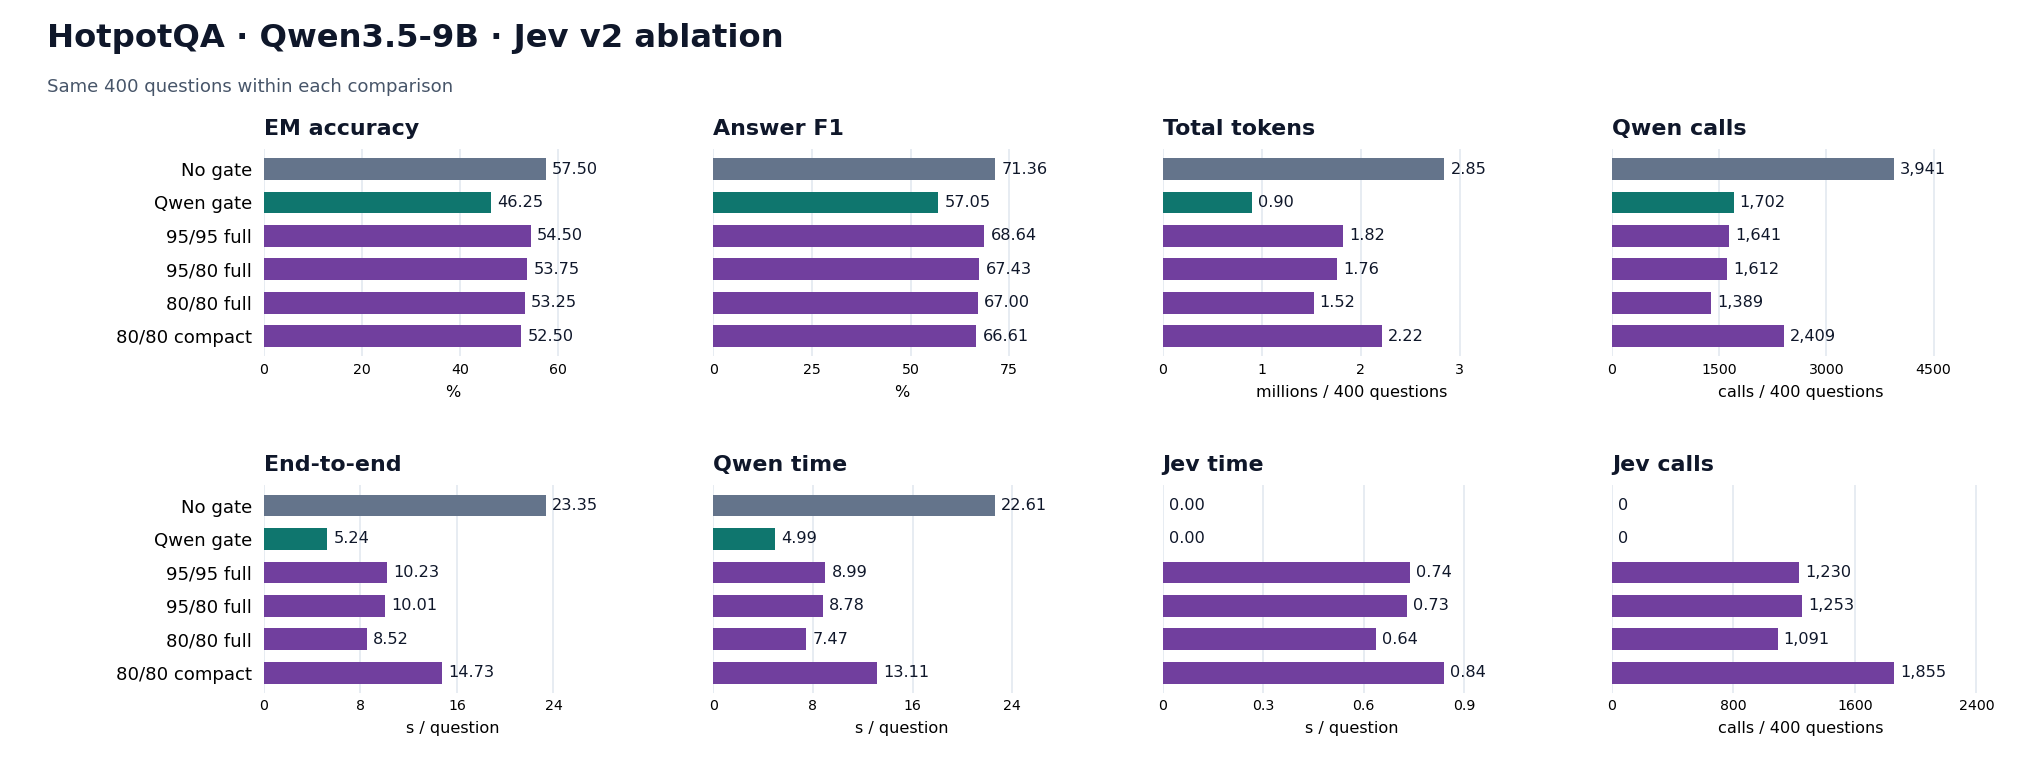 HotpotQA · Qwen3.5-9B · Jev v2 ablation
Same 400 questions within each comparison
EM accuracy
No gate 57.50
Qwen gate 46.25
95/95 full 54.50
95/80 full 53.75
80/80 full 53.25
80/80 compact 52.50
0 20 40 60
%
Answer F1
71.36
57.05
68.64
67.43
67.00
66.61
0 25 50 75
%
Total tokens
2.85
0.90
1.82
1.76
1.52
2.22
0 1 2 3
millions / 400 questions
Qwen calls
3,941
1,702
1,641
1,612
1,389
2,409
0 1500 3000 4500
calls / 400 questions
End-to-end
No gate 23.35
Qwen gate 5.24
95/95 full 10.23
95/80 full 10.01
80/80 full 8.52
80/80 compact 14.73
0 8 16 24
s / question
Qwen time
22.61
4.99
8.99
8.78
7.47
13.11
0 8 16 24
s / question
Jev time
0.00
0.00
0.74
0.73
0.64
0.84
0 0.3 0.6 0.9
s / question
Jev calls
0
0
1,230
1,253
1,091
1,855
0 800 1600 2400
calls / 400 questions